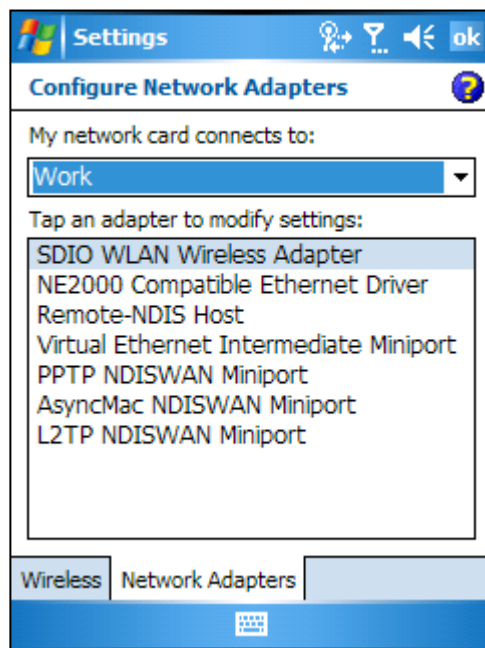 Settings
ok
Configure Network Adapters
?
My network card connects to:
Work
Tap an adapter to modify settings:
SDIO WLAN Wireless Adapter
NE2000 Compatible Ethernet Driver
Remote-NDIS Host
Virtual Ethernet Intermediate Miniport
PPTP NDISWAN Miniport
AsyncMac NDISWAN Miniport
L2TP NDISWAN Miniport
Wireless
Network Adapters